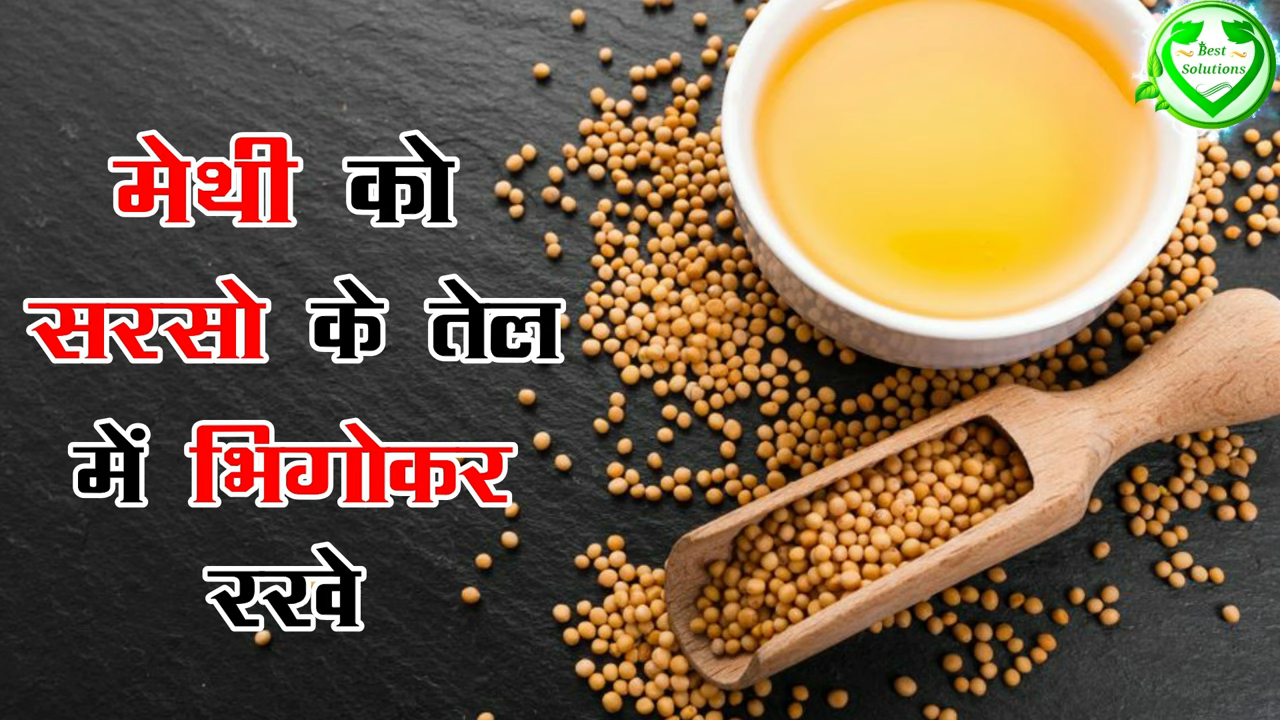 मेथी को
सरसो के तेल
में भिगोकर
रखे
Best
Solutions